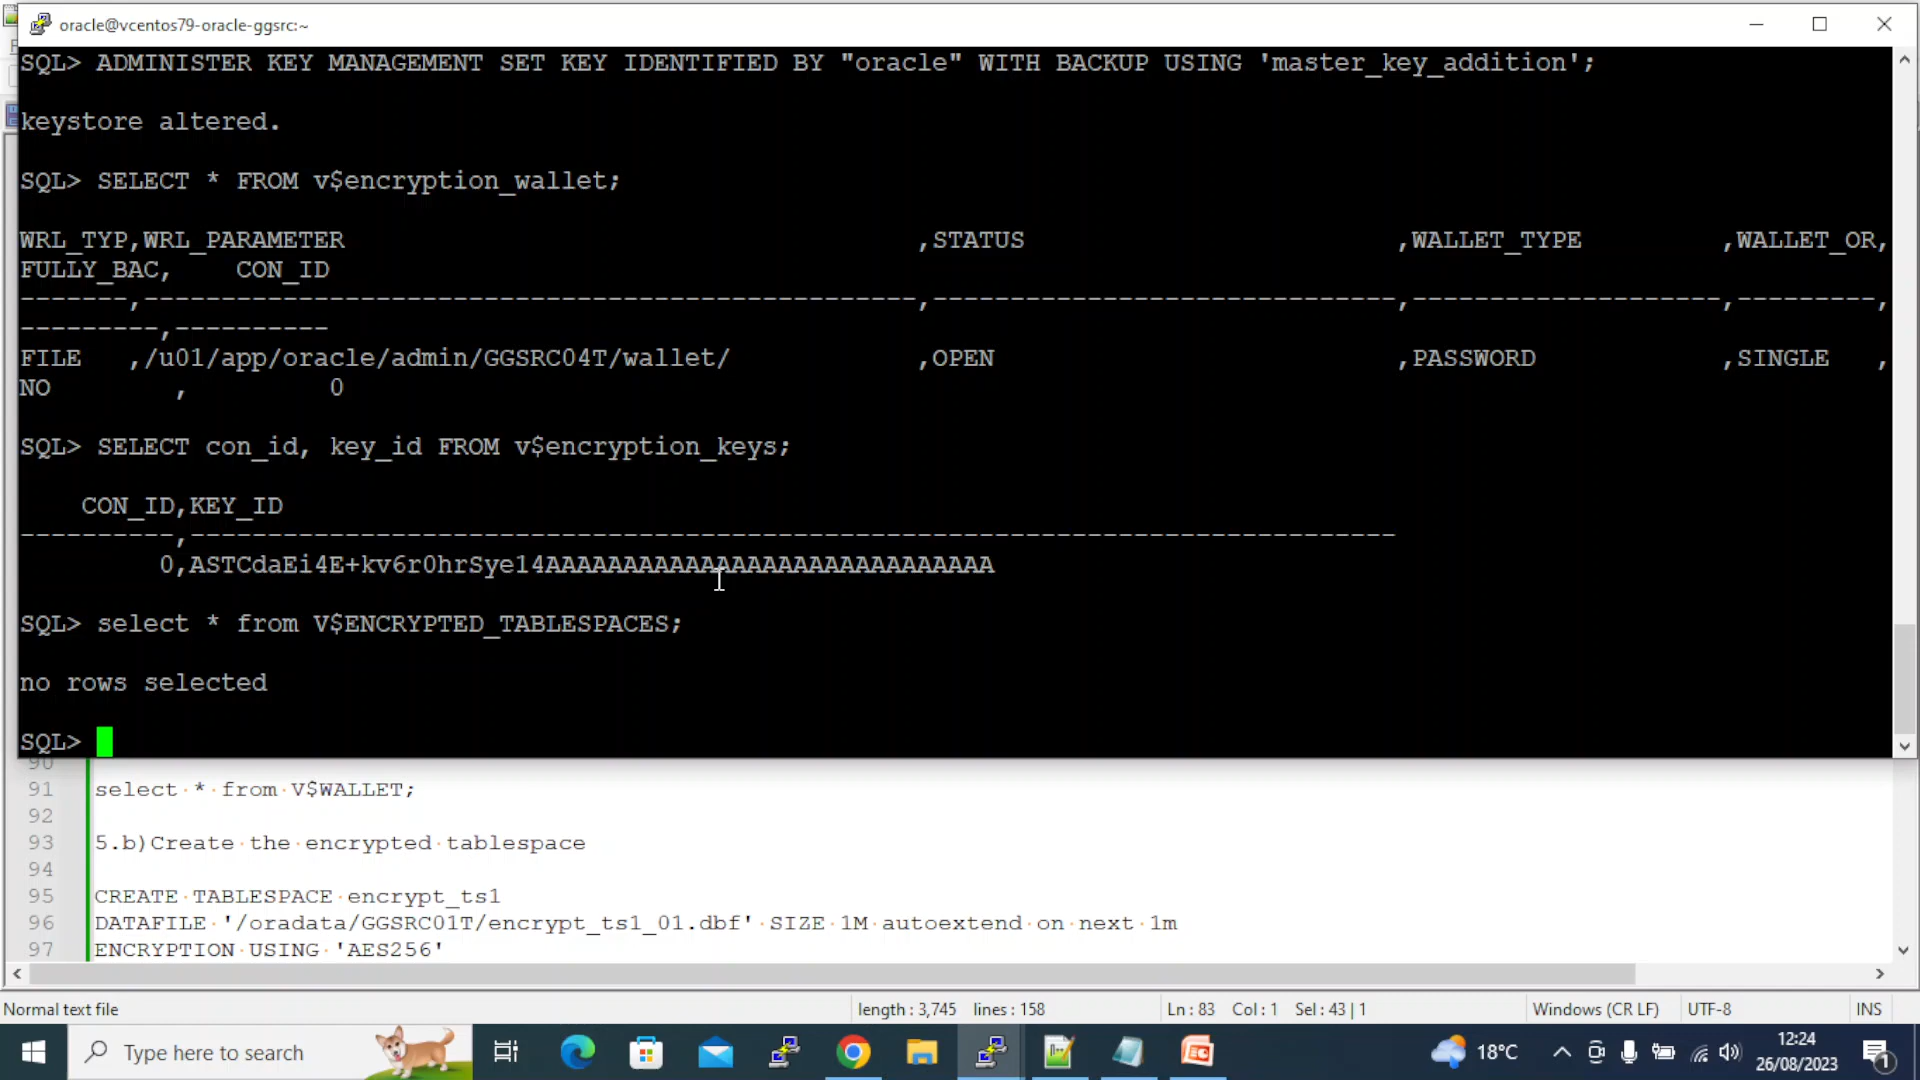 oracle@vcentos79-oracle-ggsrc:~
SQL> ADMINISTER KEY MANAGEMENT SET KEY IDENTIFIED BY "oracle" WITH BACKUP USING 'master_key_addition';
keystore altered.
SQL> SELECT * FROM v$encryption_wallet;
WRL_TYP,WRL_PARAMETER ,STATUS ,WALLET_TYPE ,WALLET_OR,
FULLY_BAC, CON_ID
-------,--------------------------------------------------,------------------------------,--------------------,---------,
---------,----------
FILE ,/u01/app/oracle/admin/GGSRC04T/wallet/ ,OPEN ,PASSWORD ,SINGLE ,
NO , 0
SQL> SELECT con_id, key_id FROM v$encryption_keys;
CON_ID,KEY_ID
----------,------------------------------------------------------------------------------
0,ASTCdaEi4E+kv6r0hrSye14AAAAAAAAAAAAAAAAAAAAAAAAAAAAA
SQL> select * from V$ENCRYPTED_TABLESPACES;
no rows selected
SQL>
90
91 select * from V$WALLET;
92
93 5.b)Create the encrypted tablespace
94
95 CREATE TABLESPACE encrypt_ts1
96 DATAFILE '/oradata/GGSRC01T/encrypt_ts1_01.dbf' SIZE 1M autoextend on next 1m
97 ENCRYPTION USING 'AES256'
Normal text file length : 3,745 lines : 158 Ln : 83 Col : 1 Sel : 43 | 1 Windows (CR LF) UTF-8 INS
Type here to search
18°C
12:24
26/08/2023
1